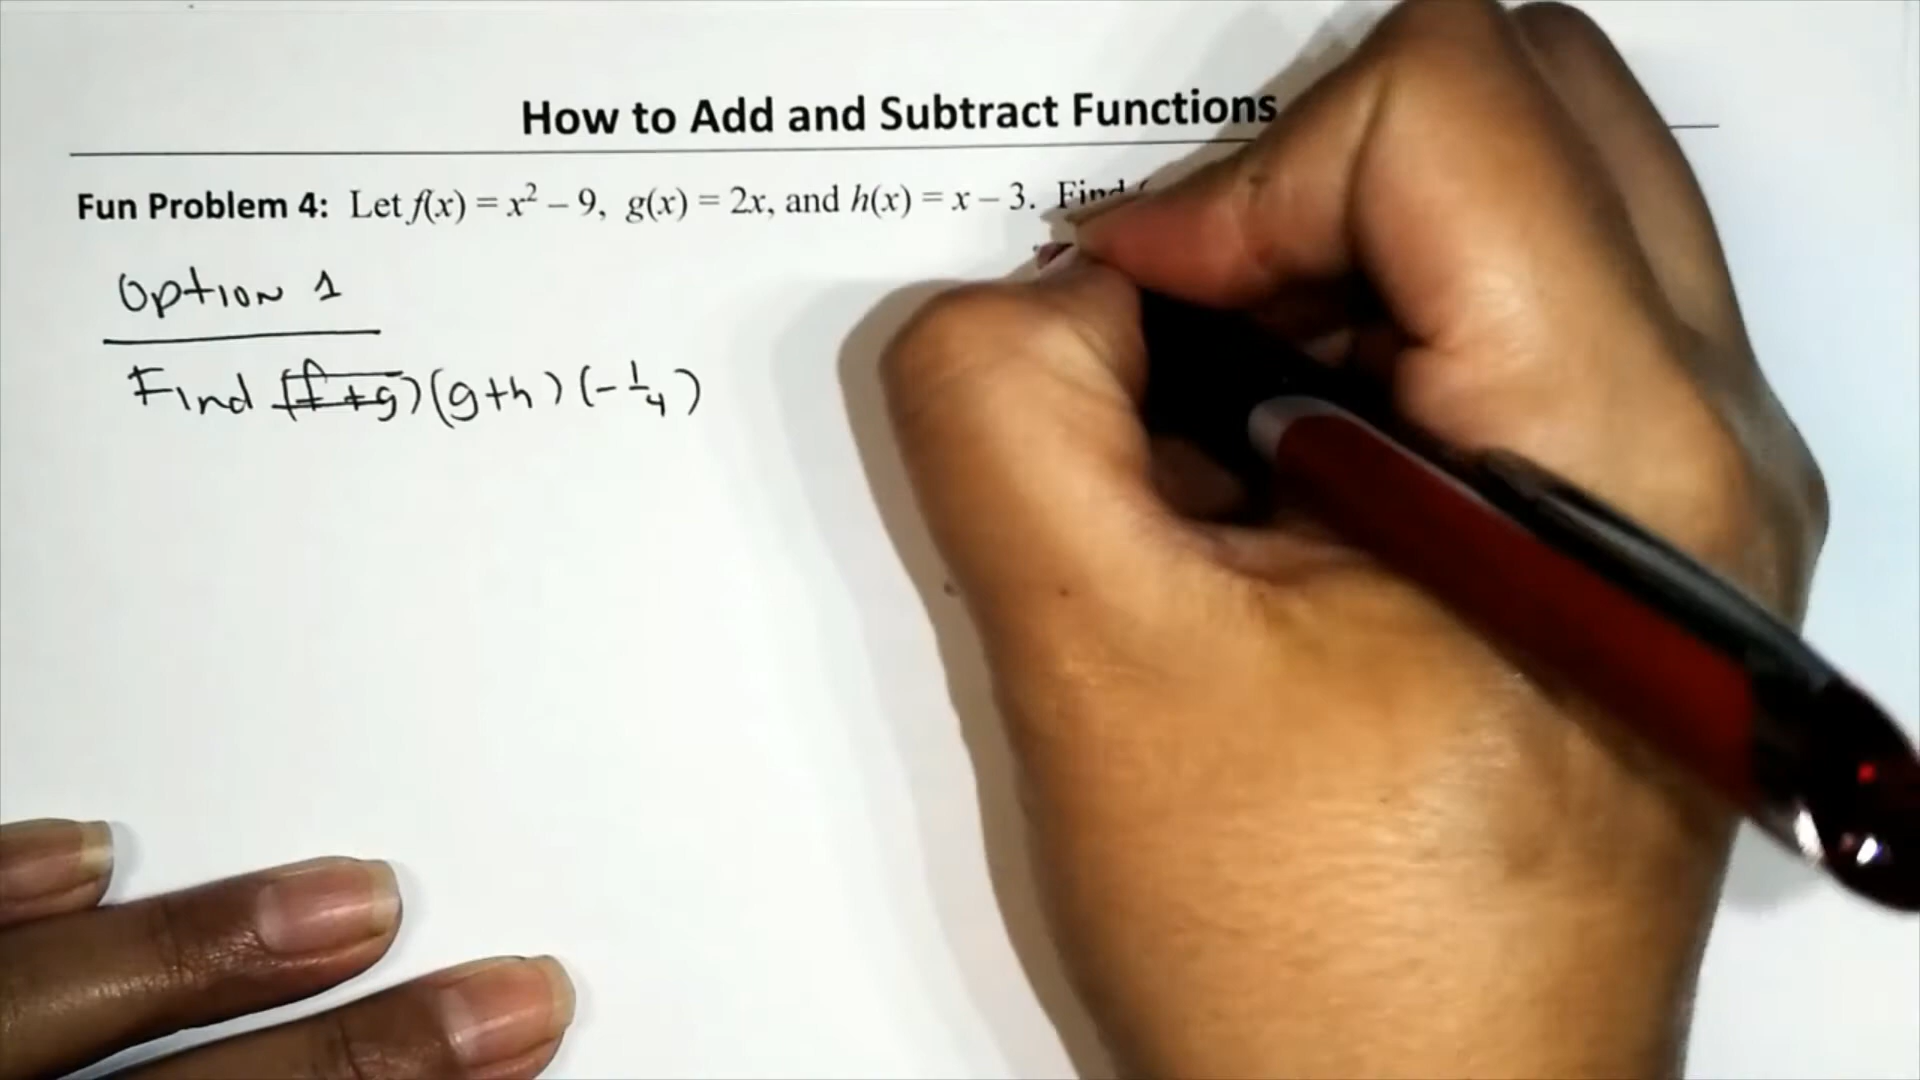 How to Add and Subtract Functions
Fun Problem 4: Let f(x) = x² – 9, g(x) = 2x, and h(x) = x – 3. Find
Option 1
Find (f+g) (g+h) (-1/4)